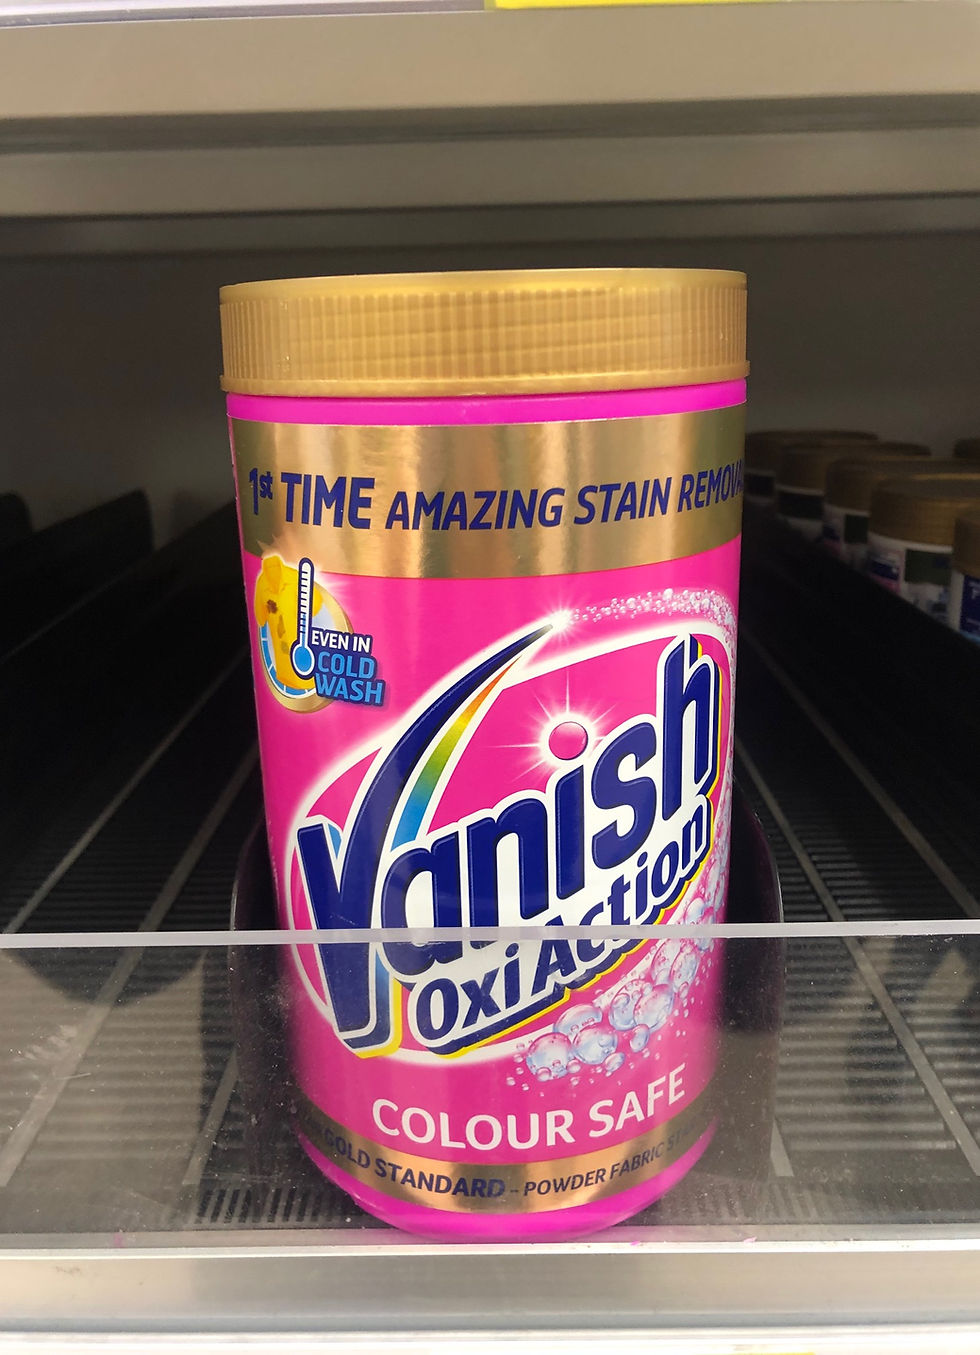 1st TIME AMAZING STAIN
EVEN IN
COLD
WASH
Vanish
Oxi Action
COLOUR SAFE
GOLD STANDARD - POWDER FABRIC